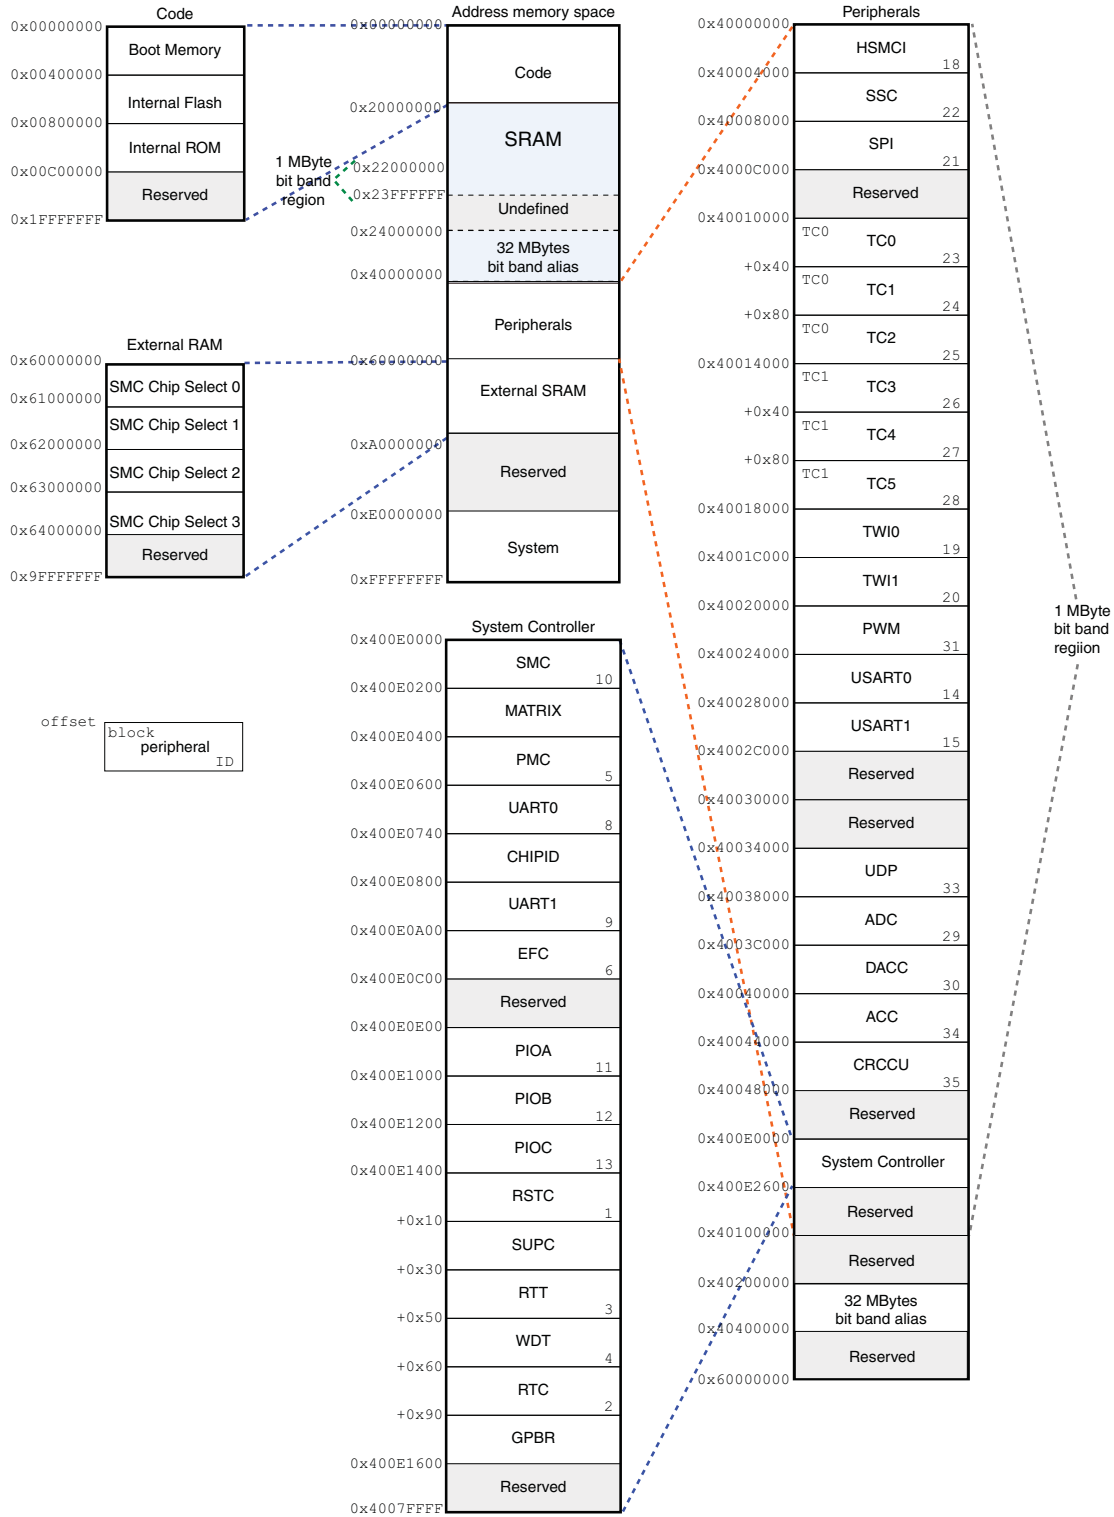 Code
0x00000000
Boot Memory
0x00400000
Internal Flash
0x00800000
Internal ROM
0x00C00000
Reserved
0x1FFFFFFF
1 MByte
bit band
region
External RAM
0x60000000
SMC Chip Select 0
0x61000000
SMC Chip Select 1
0x62000000
SMC Chip Select 2
0x63000000
SMC Chip Select 3
0x64000000
Reserved
0x9FFFFFFF
offset
block
peripheral
ID
Address memory space
0x00000000
Code
0x20000000
SRAM
0x22000000
0x23FFFFFF
Undefined
0x24000000
32 MBytes
bit band alias
0x40000000
Peripherals
0x60000000
External SRAM
0xA0000000
Reserved
0xE0000000
System
0xFFFFFFFF
System Controller
0x400E0000
SMC
10
0x400E0200
MATRIX
0x400E0400
PMC
5
0x400E0600
UART0
8
0x400E0740
CHIPID
0x400E0800
UART1
9
0x400E0A00
EFC
6
0x400E0C00
Reserved
0x400E0E00
PIOA
11
0x400E1000
PIOB
12
0x400E1200
PIOC
13
0x400E1400
RSTC
1
+0x10
SUPC
+0x30
RTT
3
+0x50
WDT
4
+0x60
RTC
2
+0x90
GPBR
0x400E1600
Reserved
0x4007FFFF
Peripherals
0x40000000
HSMCI
18
0x40004000
SSC
22
0x40008000
SPI
21
0x4000C000
Reserved
0x40010000
TC0
TC0
23
+0x40
TC0
TC1
24
+0x80
TC0
TC2
25
0x40014000
TC1
TC3
26
+0x40
TC1
TC4
27
+0x80
TC1
TC5
28
0x40018000
TWI0
19
0x4001C000
TWI1
20
0x40020000
PWM
31
0x40024000
USART0
14
0x40028000
USART1
15
0x4002C000
Reserved
0x40030000
Reserved
0x40034000
UDP
33
0x40038000
ADC
29
0x4003C000
DACC
30
0x40040000
ACC
34
0x40044000
CRCCU
35
0x40048000
Reserved
0x400E0000
System Controller
0x400E2600
Reserved
0x40100000
Reserved
0x40200000
32 MBytes
bit band alias
0x40400000
Reserved
0x60000000
1 MByte
bit band
regiion